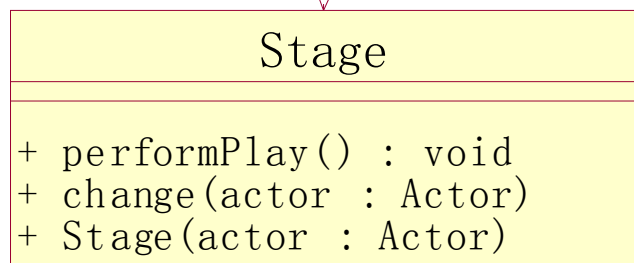 Stage
+ performPlay() : void
+ change(actor : Actor)
+ Stage(actor : Actor)